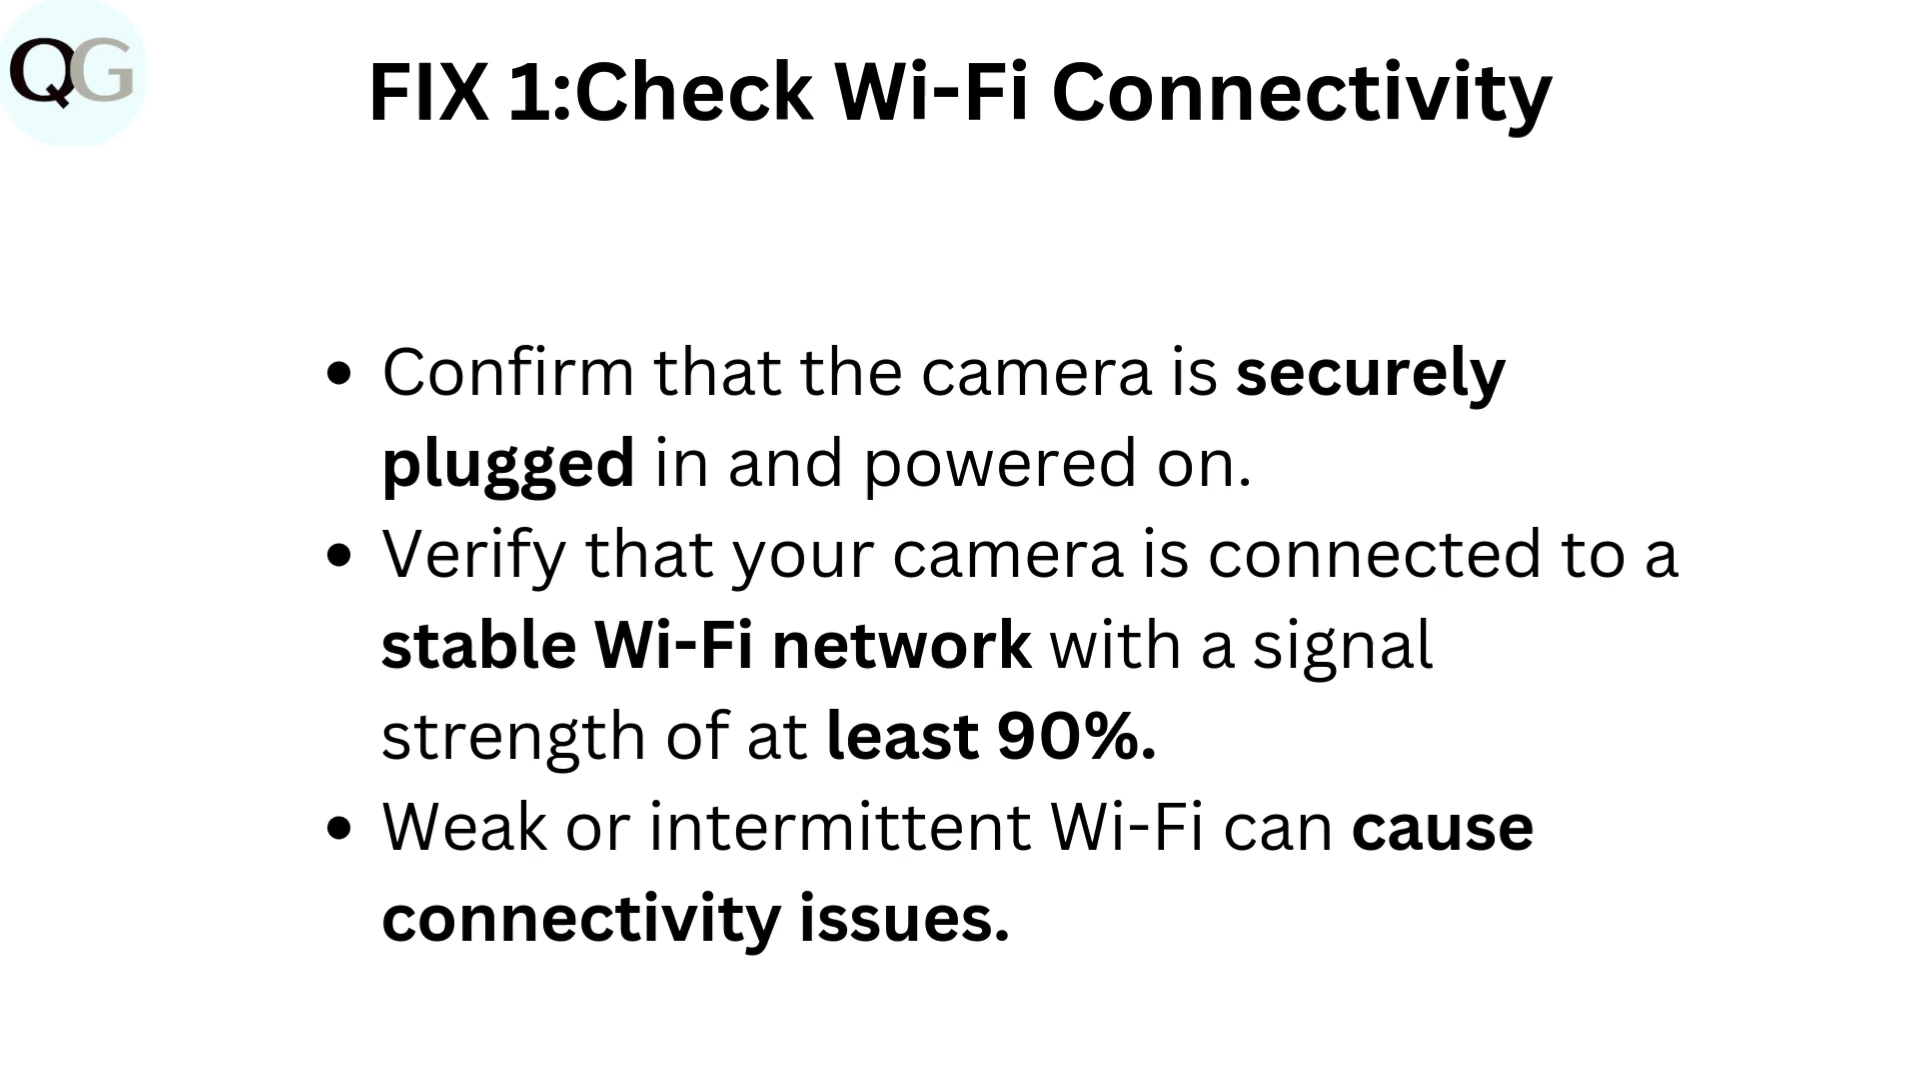 QG
FIX 1:Check Wi-Fi Connectivity
• Confirm that the camera is securely
plugged in and powered on.
• Verify that your camera is connected to a
stable Wi-Fi network with a signal
strength of at least 90%.
• Weak or intermittent Wi-Fi can cause
connectivity issues.